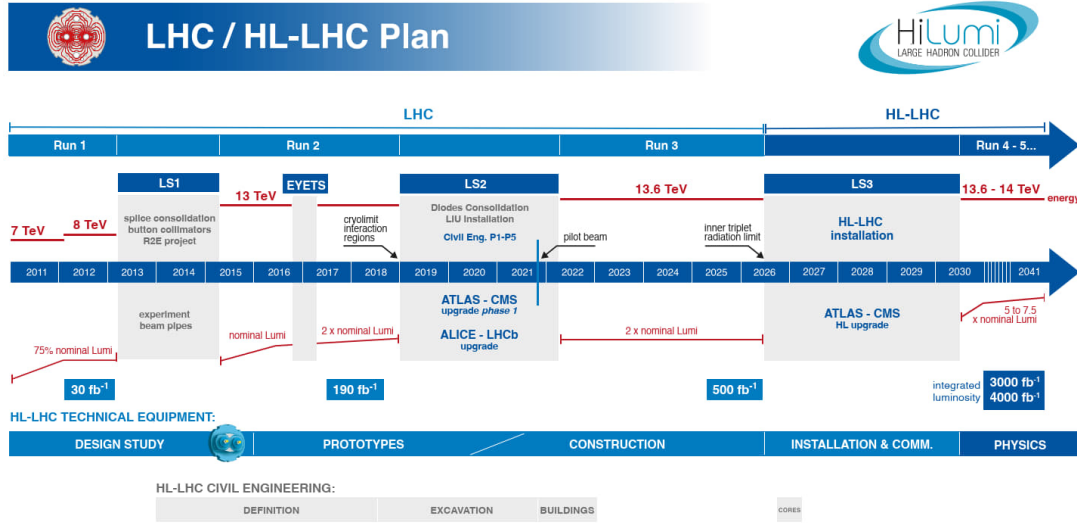 LHC / HL-LHC Plan
HiLumi
LARGE HADRON COLLIDER
LHC
HL-LHC
Run 1
Run 2
Run 3
Run 4 - 5...
LS1
EYETS
LS2
LS3
13 TeV
13.6 TeV
13.6 - 14 TeV
energy
7 TeV
8 TeV
splice consolidation
button collimators
R2E project
cryolimit
interaction
regions
Diodes Consolidation
LIU Installation
Civil Eng. P1-P5
pilot beam
inner triplet
radiation limit
HL-LHC
installation
2011 2012 2013 2014 2015 2016 2017 2018 2019 2020 2021 2022 2023 2024 2025 2026 2027 2028 2029 2030 2041
experiment
beam pipes
75% nominal Lumi
nominal Lumi
2 x nominal Lumi
ATLAS - CMS
upgrade phase 1
ALICE - LHCb
upgrade
2 x nominal Lumi
ATLAS - CMS
HL upgrade
5 to 7.5
x nominal Lumi
30 fb⁻¹
190 fb⁻¹
500 fb⁻¹
integrated
luminosity
3000 fb⁻¹
4000 fb⁻¹
HL-LHC TECHNICAL EQUIPMENT:
DESIGN STUDY
PROTOTYPES
CONSTRUCTION
INSTALLATION & COMM.
PHYSICS
HL-LHC CIVIL ENGINEERING:
DEFINITION
EXCAVATION
BUILDINGS
CORES